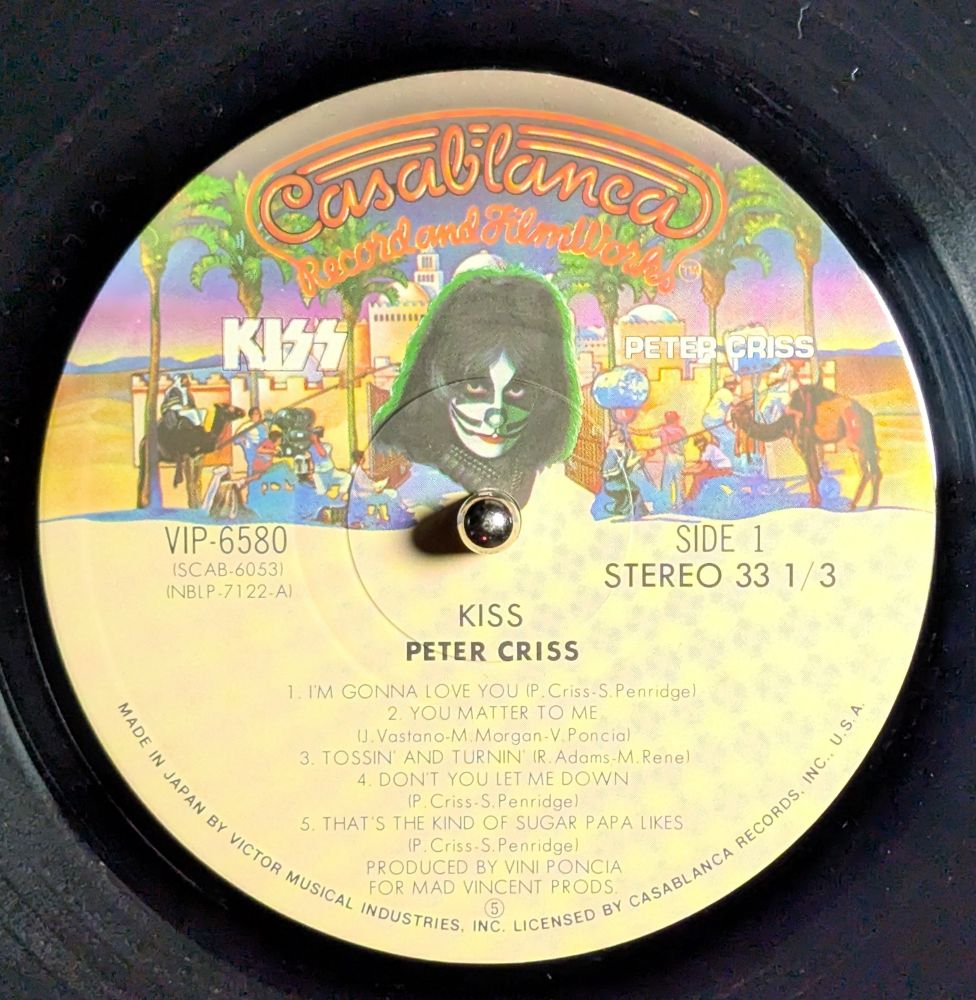 Casablanca
Record and FilmWorks TM
KISS
PETER CRISS
VIP-6580
(SCAB-6053)
(NBLP-7122-A)
SIDE 1
STEREO 33 1/3
KISS
PETER CRISS
1. I'M GONNA LOVE YOU (P.Criss-S.Penridge)
2. YOU MATTER TO ME
(J.Vastano-M.Morgan-V.Poncia)
3. TOSSIN' AND TURNIN' (R.Adams-M.Rene)
4. DON'T YOU LET ME DOWN
(P.Criss-S.Penridge)
5. THAT'S THE KIND OF SUGAR PAPA LIKES
(P.Criss-S.Penridge)
PRODUCED BY VINI PONCIA
FOR MAD VINCENT PRODS.
5
MADE IN JAPAN BY VICTOR MUSICAL INDUSTRIES, INC. LICENSED BY CASABLANCA RECORDS, INC., U.S.A.